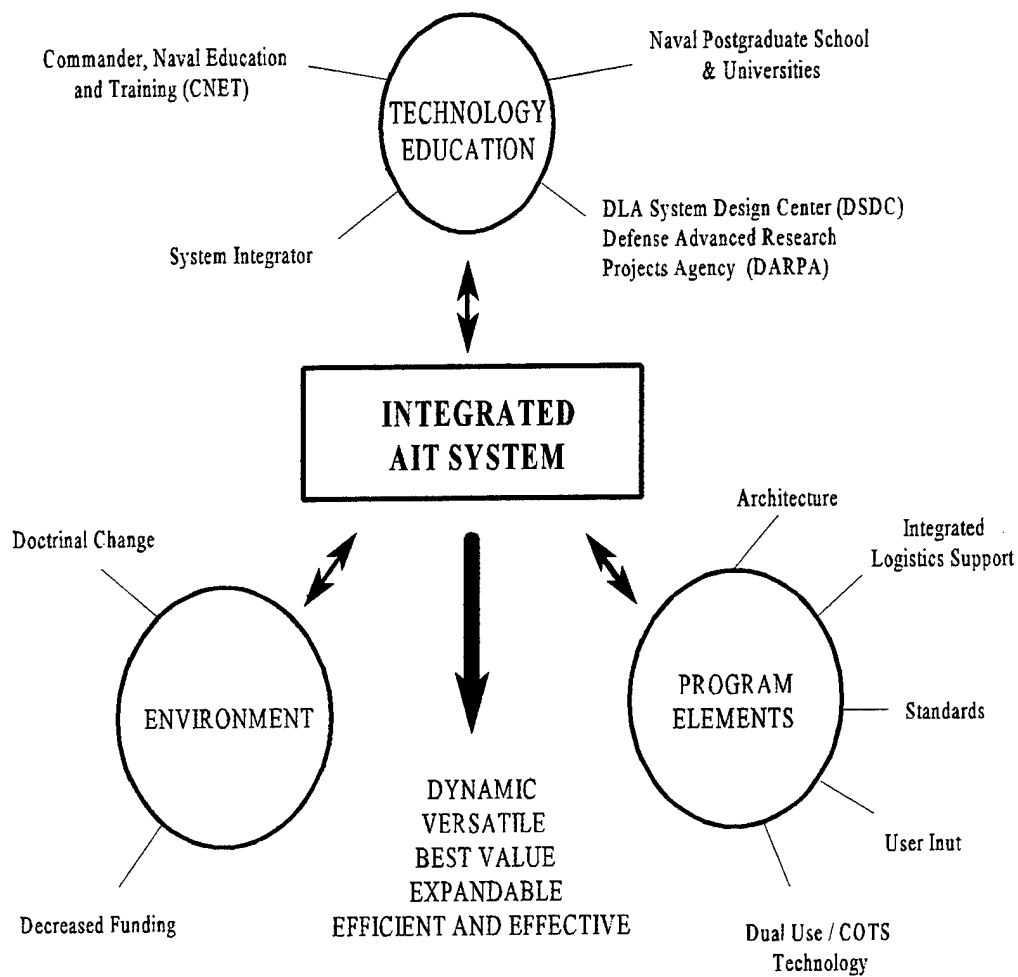 Commander, Naval Education
and Training (CNET)
Naval Postgraduate School
& Universities
TECHNOLOGY
EDUCATION
System Integrator
DLA System Design Center (DSDC)
Defense Advanced Research
Projects Agency (DARPA)
INTEGRATED
AIT SYSTEM
Doctrinal Change
ENVIRONMENT
Decreased Funding
Architecture
Integrated
Logistics Support
PROGRAM
ELEMENTS
Standards
User Inut
Dual Use / COTS
Technology
DYNAMIC
VERSATILE
BEST VALUE
EXPANDABLE
EFFICIENT AND EFFECTIVE